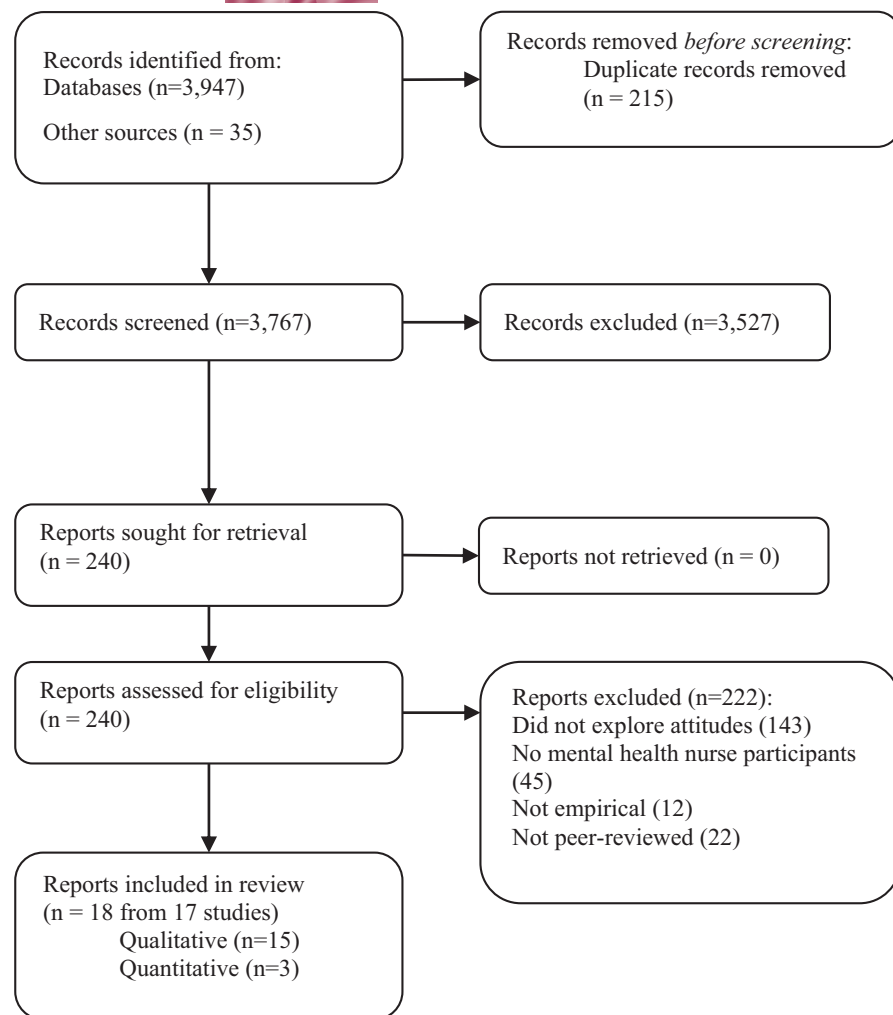 Records identified from:
Databases (n=3,947)
Other sources (n = 35)
Records removed before screening:
Duplicate records removed
(n = 215)
Records screened (n=3,767)
Records excluded (n=3,527)
Reports sought for retrieval
(n = 240)
Reports not retrieved (n = 0)
Reports assessed for eligibility
(n = 240)
Reports excluded (n=222):
Did not explore attitudes (143)
No mental health nurse participants
(45)
Not empirical (12)
Not peer-reviewed (22)
Reports included in review
(n = 18 from 17 studies)
Qualitative (n=15)
Quantitative (n=3)